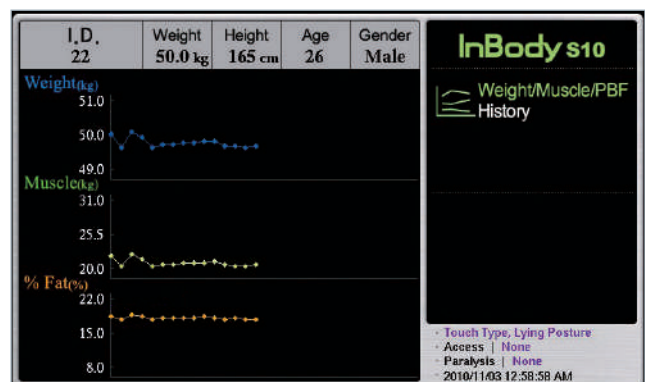 I.D. Weight Height Age Gender
22 50.0 kg 165 cm 26 Male
InBody S10
Weight/Muscle/PBF
History
Weight(kg)
51.0
50.0
49.0
Muscle(kg)
31.0
25.5
20.0
% Fat(%)
22.0
15.0
8.0
· Touch Type, Lying Posture
· Access | None
· Paralysis | None
· 2010/11/03 12:58:58 AM